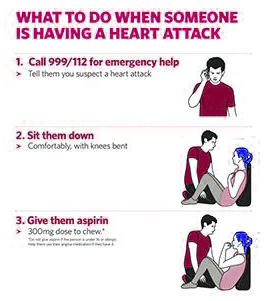 WHAT TO DO WHEN SOMEONE
IS HAVING A HEART ATTACK
1. Call 999/112 for emergency help
➤ Tell them you suspect a heart attack
2. Sit them down
➤ Comfortably, with knees bent
3. Give them aspirin
➤ 300mg dose to chew.*
*Do not give aspirin if the person is under 16 or allergic.
Help them use their angina medication if they have it.